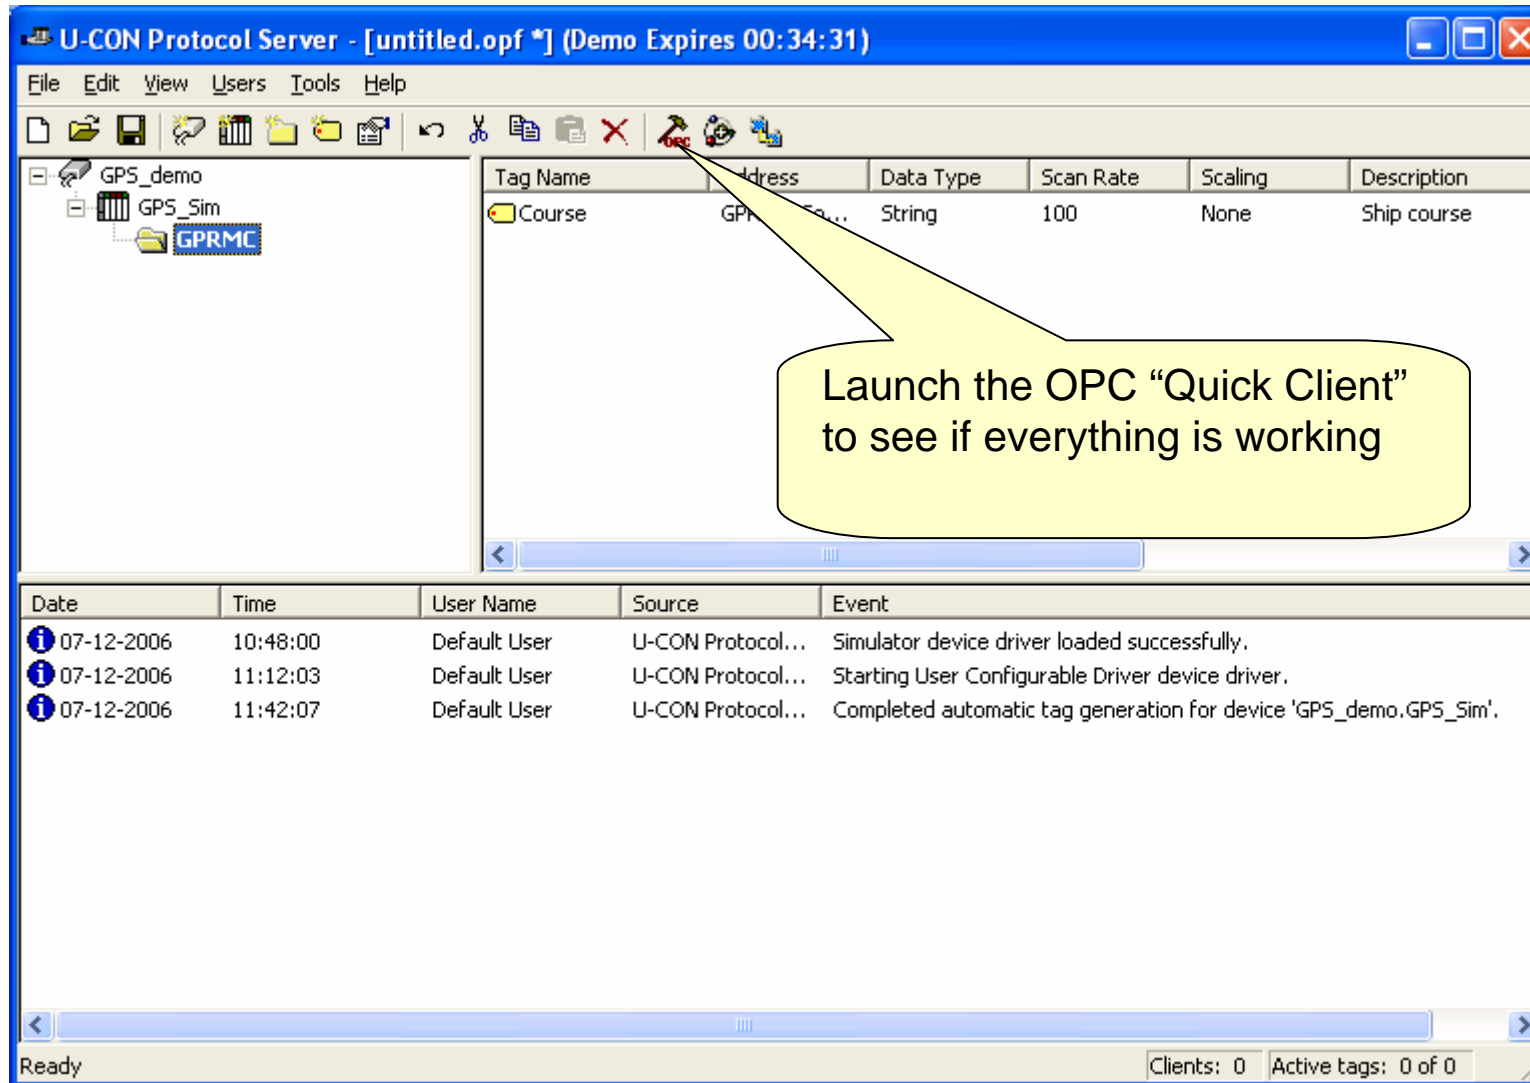 U-CON Protocol Server - [untitled.opf *] (Demo Expires 00:34:31)
File Edit View Users Tools Help
OPC
GPS_demo
GPS_Sim
GPRMC
Tag Name Address Data Type Scan Rate Scaling Description
Course String 100 None Ship course
Launch the OPC “Quick Client”
to see if everything is working
Date Time User Name Source Event
07-12-2006 10:48:00 Default User U-CON Protocol... Simulator device driver loaded successfully.
07-12-2006 11:12:03 Default User U-CON Protocol... Starting User Configurable Driver device driver.
07-12-2006 11:42:07 Default User U-CON Protocol... Completed automatic tag generation for device 'GPS_demo.GPS_Sim'.
Ready Clients: 0 Active tags: 0 of 0